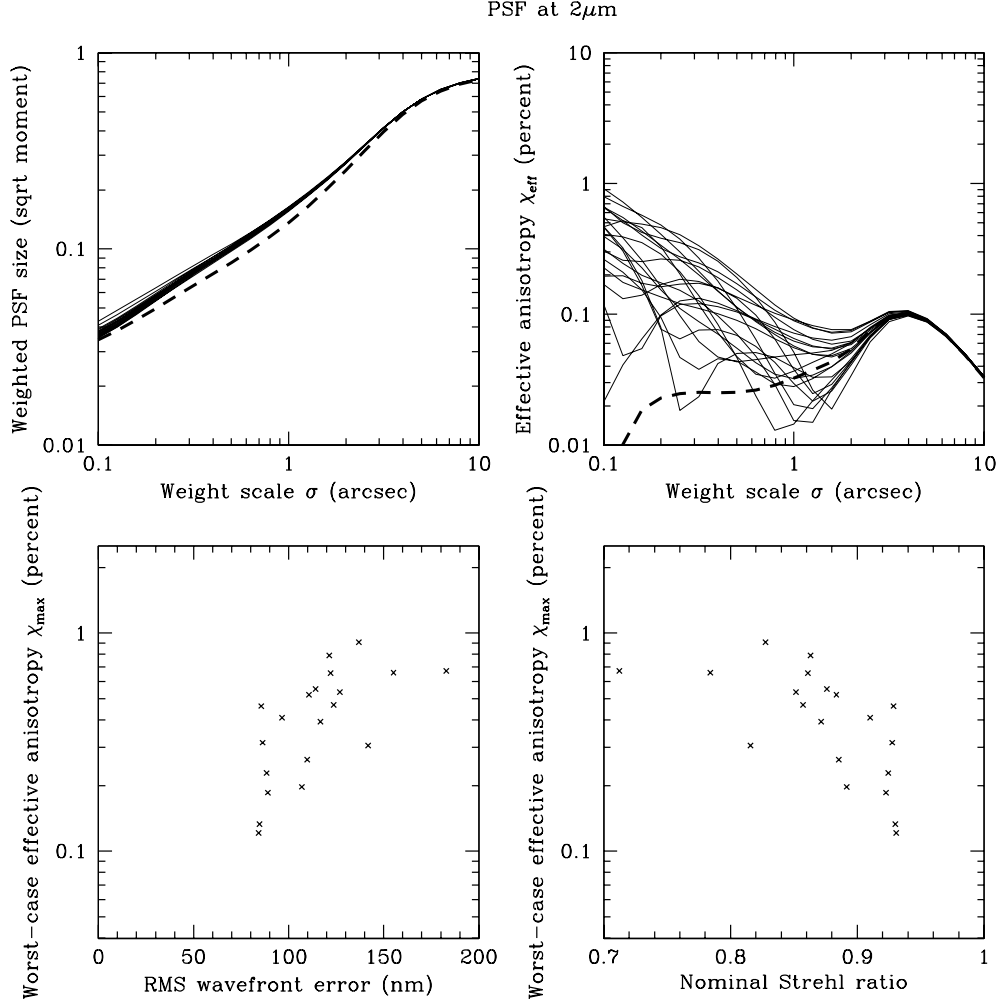 PSF at 2μm
Weighted PSF size (sqrt moment)
1
0.1
0.01
0.1 1 10
Weight scale σ (arcsec)
Effective anisotropy χeff (percent)
10
1
0.1
0.01
0.1 1 10
Weight scale σ (arcsec)
Worst-case effective anisotropy χmax (percent)
1
0.1
0 50 100 150 200
RMS wavefront error (nm)
Worst-case effective anisotropy χmax (percent)
1
0.1
0.7 0.8 0.9 1
Nominal Strehl ratio